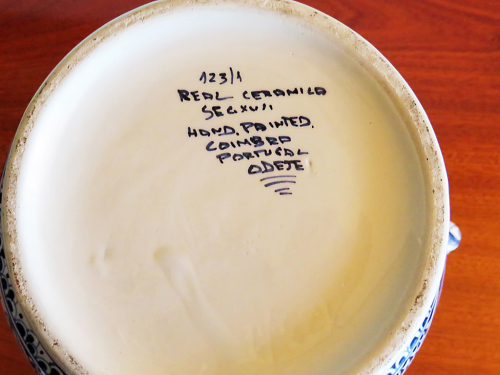 123/1
REAL CERAMICA
SEC.XVII
HAND.PAINTED.
COIMBRA
PORTUGAL
ODETE